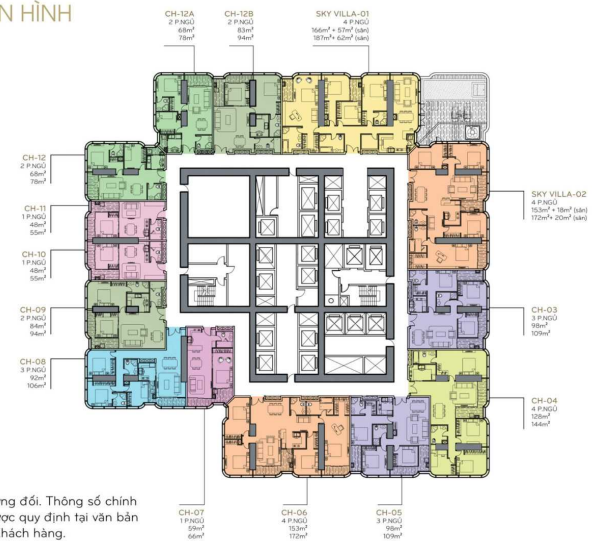 N HÌNH
CH-12A
2 P.NGỦ
68m²
78m²
CH-12B
2 P.NGỦ
83m²
94m²
SKY VILLA-01
4 P.NGỦ
166m² + 57m² (sân)
187m² + 62m² (sân)
CH-12
2 P.NGỦ
68m²
78m²
CH-11
1 P.NGỦ
48m²
55m²
CH-10
1 P.NGỦ
48m²
55m²
CH-09
2 P.NGỦ
84m²
94m²
CH-08
3 P.NGỦ
92m²
106m²
SKY VILLA-02
4 P.NGỦ
153m² + 18m² (sân)
172m² + 20m² (sân)
CH-03
3 P.NGỦ
98m²
109m²
CH-04
4 P.NGỦ
128m²
144m²
CH-07
1 P.NGỦ
59m²
66m²
CH-06
4 P.NGỦ
153m²
172m²
CH-05
3 P.NGỦ
98m²
109m²
ng đổi. Thông số chính
ợc quy định tại văn bản
hách hàng.